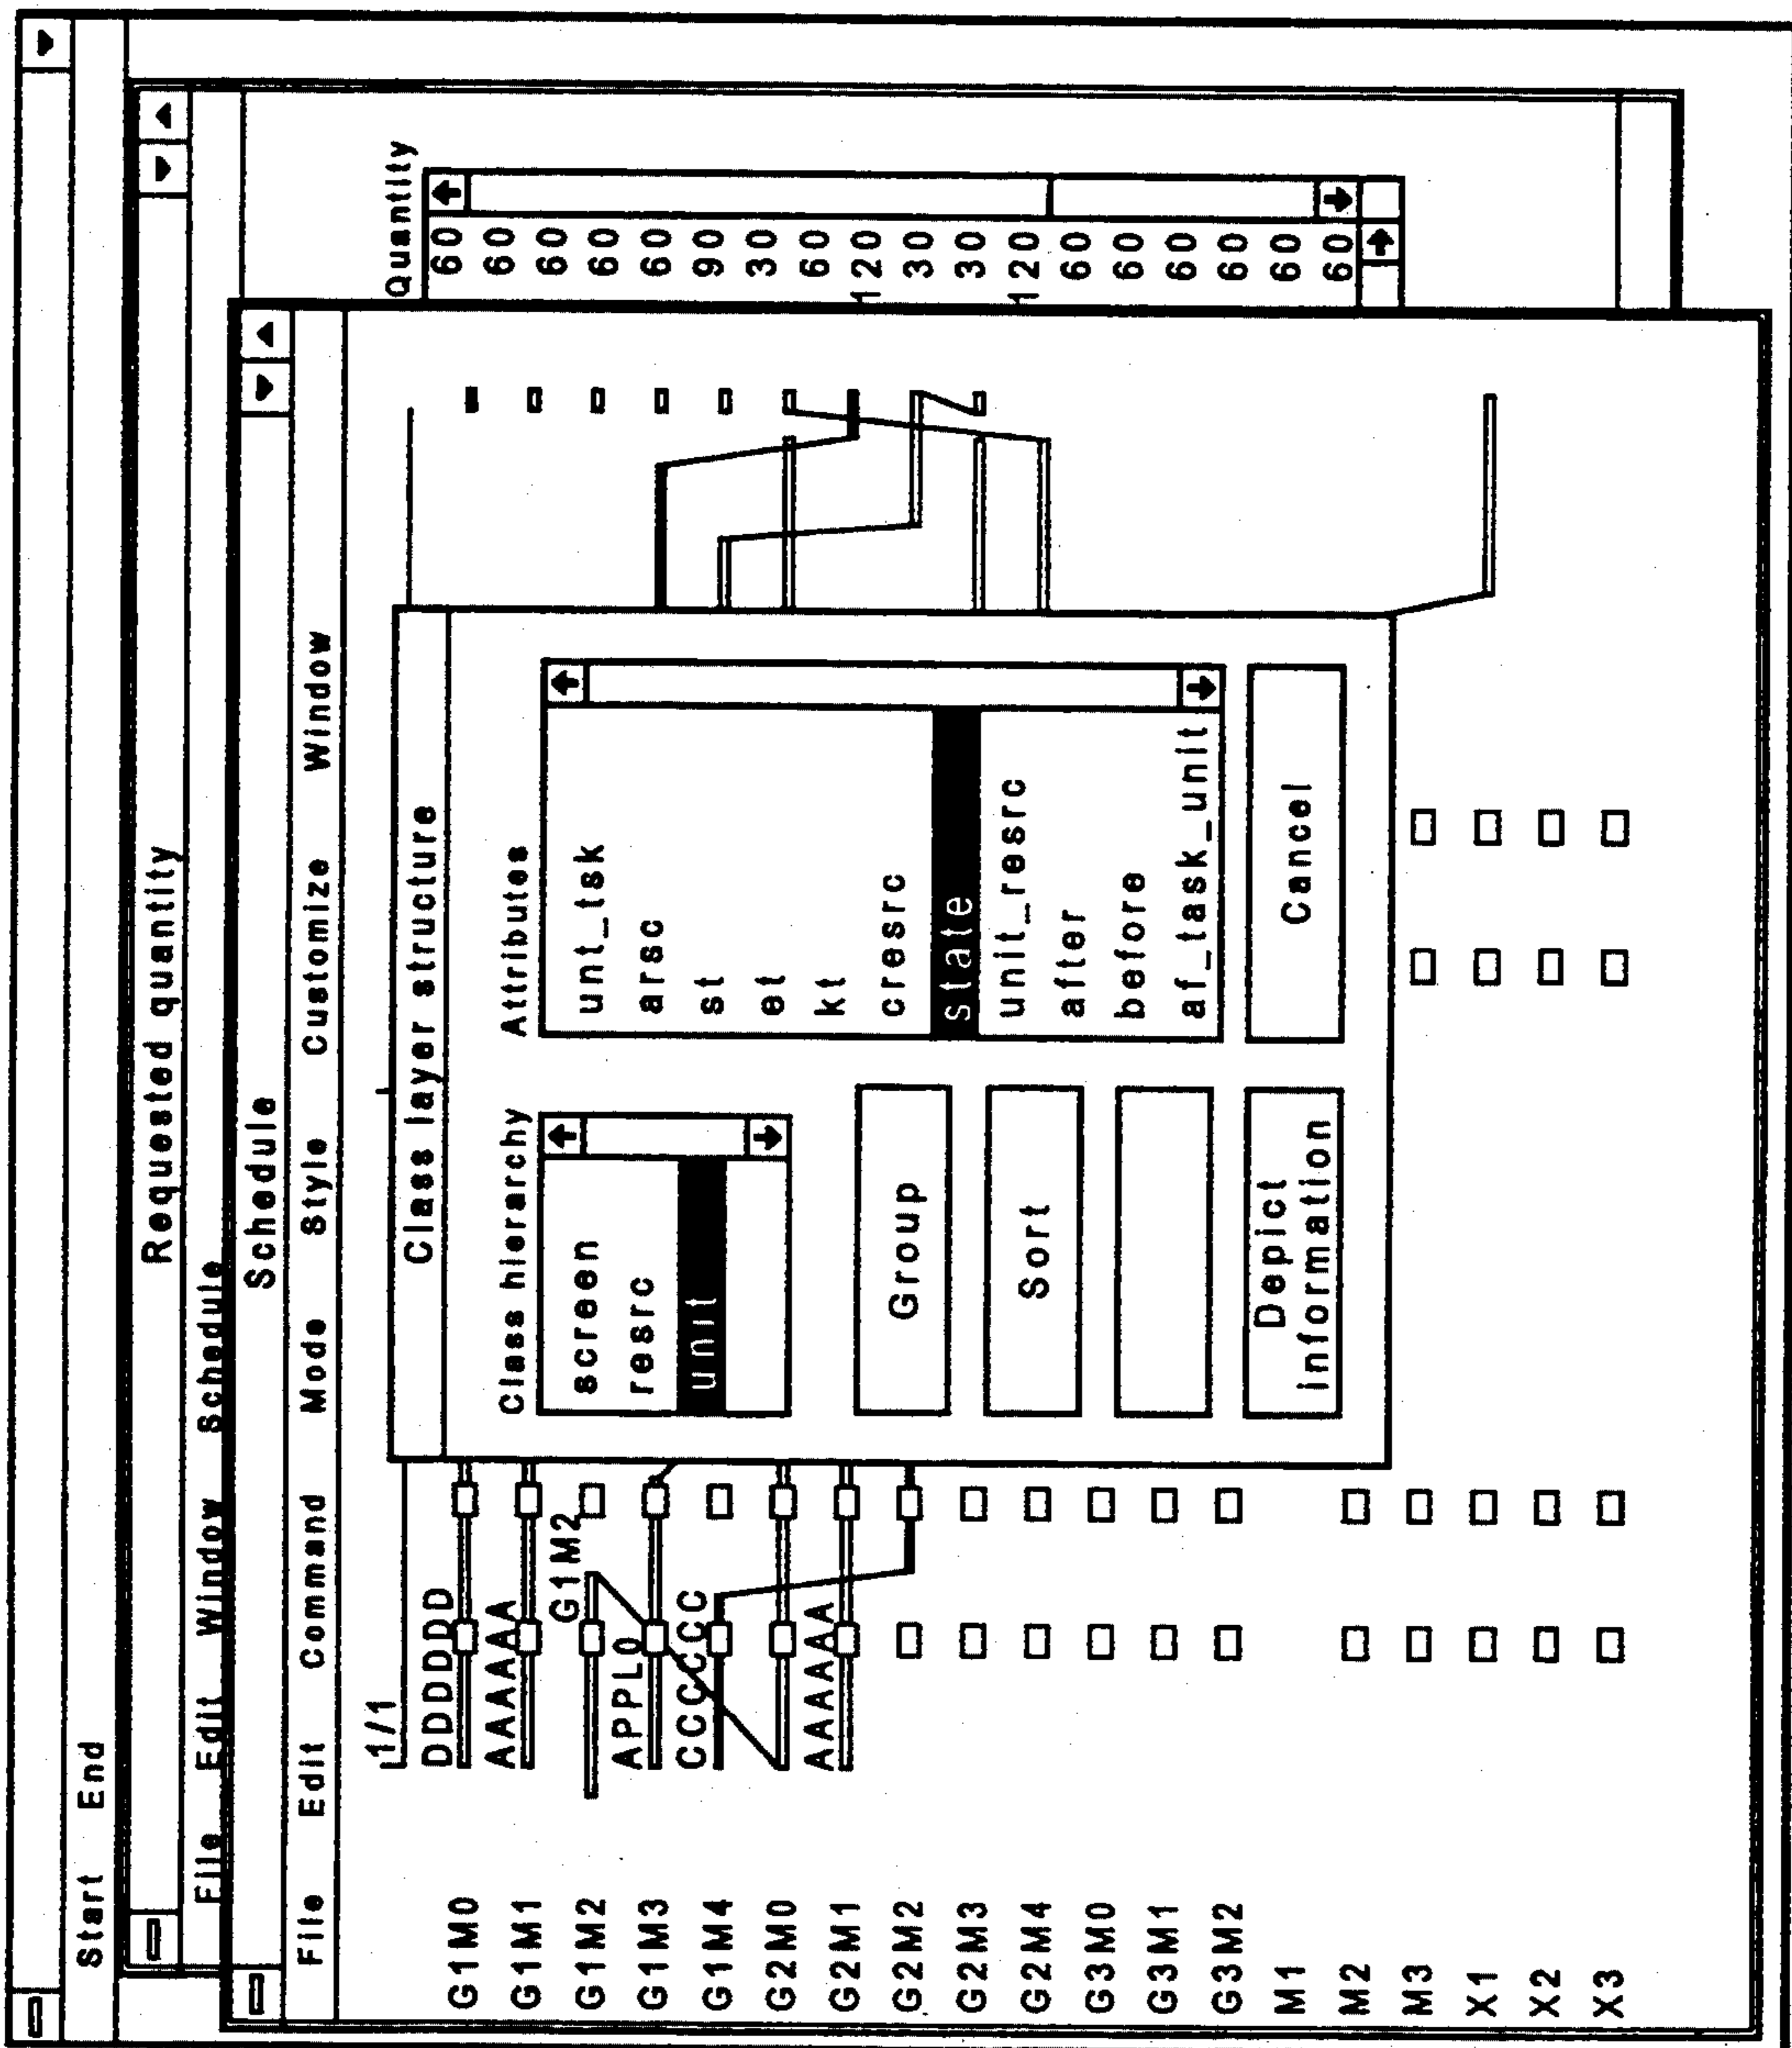 Start End
Requested quantity
File Edit Window Schedule
Schedule
File Edit Command Mode Style Customize Window
Quantity
60
60
60
60
60
90
30
60
120
30
30
120
60
60
60
60
60
60
1/1
G1M0 DDDDDD
G1M1 AAAAAA
G1M2 G1M2
G1M3 APPLO
G1M4 CCCCCC
G2M0
G2M1 AAAAAA
G2M2
G2M3
G2M4
G3M0
G3M1
G3M2
M1
M2
M3
X1
X2
X3
Class layer structure
Class hierarchy
screen
resrc
unit
Group
Sort
Depict
information
Attributes
unt_tsk
arsc
st
et
kt
cresrc
state
unit_resrc
after
before
af_task_unit
Cancel